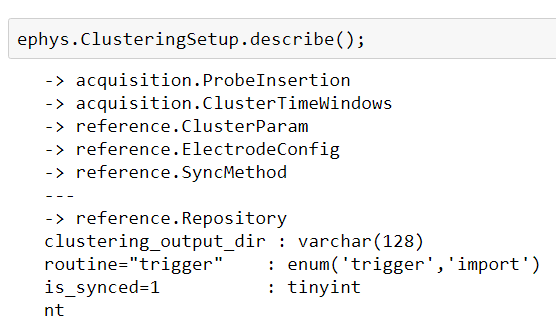 ephys.ClusteringSetup.describe();
-> acquisition.ProbeInsertion
-> acquisition.ClusterTimeWindows
-> reference.ClusterParam
-> reference.ElectrodeConfig
-> reference.SyncMethod
---
-> reference.Repository
clustering_output_dir : varchar(128)
routine="trigger"    : enum('trigger','import')
is_synced=1          : tinyint
nt